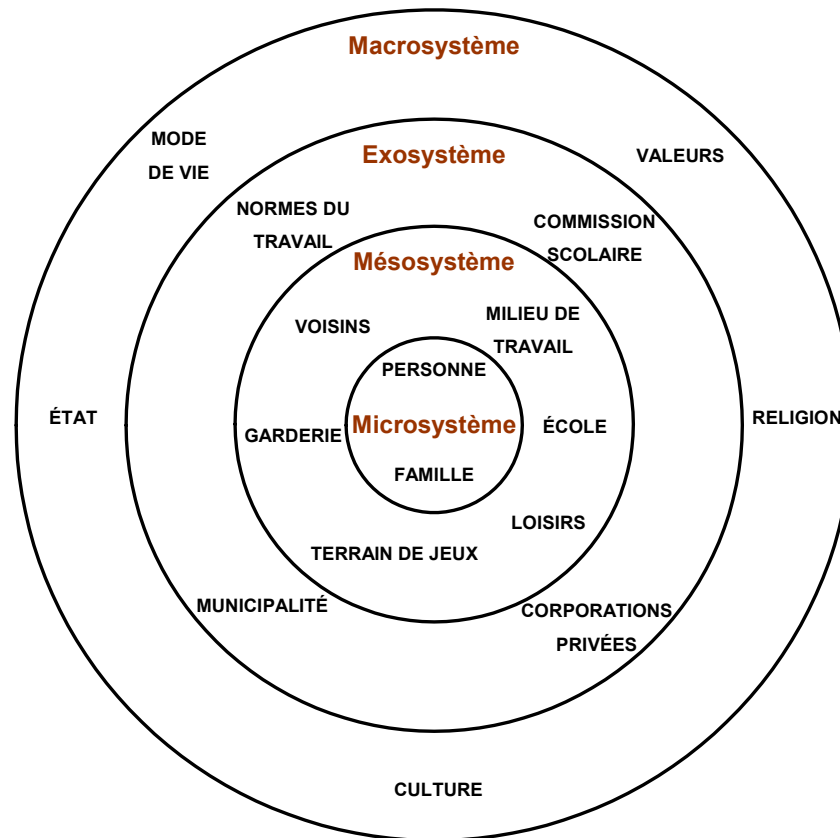 Macrosystème
MODE
DE VIE
VALEURS
Exosystème
NORMES DU
TRAVAIL
COMMISSION
SCOLAIRE
Mésosystème
VOISINS
MILIEU DE
TRAVAIL
PERSONNE
ÉTAT
GARDERIE
Microsystème
ÉCOLE
RELIGION
FAMILLE
LOISIRS
TERRAIN DE JEUX
MUNICIPALITÉ
CORPORATIONS
PRIVÉES
CULTURE